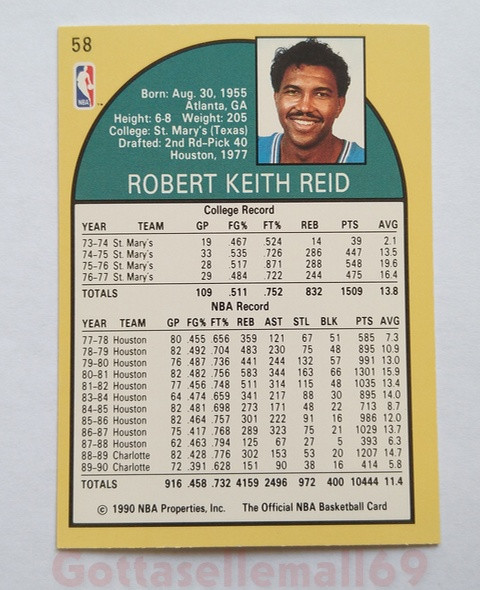 58
NBA
Born: Aug. 30, 1955
Atlanta, GA
Height: 6-8 Weight: 205
College: St. Mary's (Texas)
Drafted: 2nd Rd–Pick 40
Houston, 1977
ROBERT KEITH REID
College Record
YEAR TEAM GP FG% FT% REB PTS AVG
73–74 St. Mary's 19 .467 .524 14 39 2.1
74–75 St. Mary's 33 .535 .726 286 447 13.5
75–76 St. Mary's 28 .517 .871 288 548 19.6
76–77 St. Mary's 29 .484 .722 244 475 16.4
TOTALS 109 .511 .752 832 1509 13.8
NBA Record
YEAR TEAM GP FG% FT% REB AST STL BLK PTS AVG
77–78 Houston 80 .455 .656 359 121 67 51 585 7.3
78–79 Houston 82 .492 .704 483 230 75 48 895 10.9
79–80 Houston 76 .487 .736 441 244 132 57 991 13.0
80–81 Houston 82 .482 .756 583 344 163 66 1301 15.9
81–82 Houston 77 .456 .748 511 314 115 48 1035 13.4
83–84 Houston 64 .474 .659 341 217 88 30 895 14.0
84–85 Houston 82 .481 .698 273 171 48 22 713 8.7
85–86 Houston 82 .464 .757 301 222 91 16 986 12.0
86–87 Houston 75 .417 .768 289 323 75 21 1029 13.7
87–88 Houston 62 .463 .794 125 67 27 5 393 6.3
88–89 Charlotte 82 .428 .776 302 153 53 20 1207 14.7
89–90 Charlotte 72 .391 .628 151 90 38 16 414 5.8
TOTALS 916 .458 .732 4159 2496 972 400 10444 11.4
© 1990 NBA Properties, Inc. The Official NBA Basketball Card
Gottasellemall69